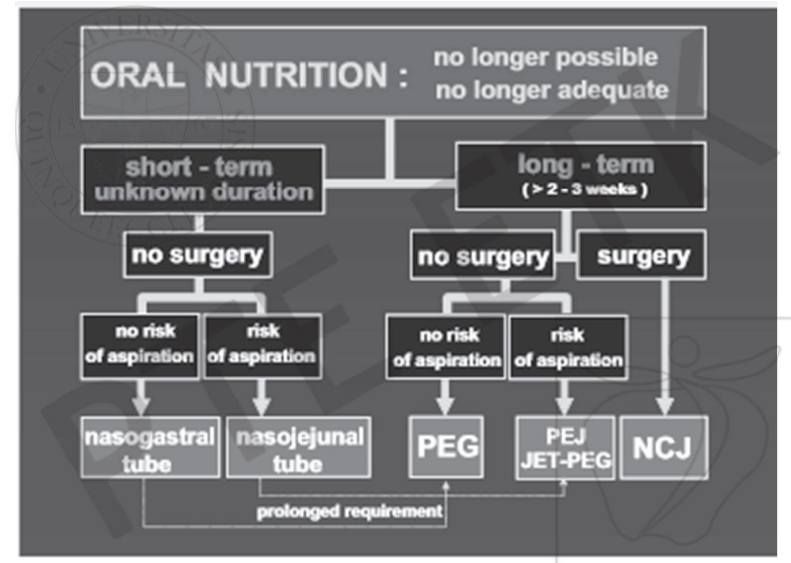 ORAL NUTRITION :
no longer possible
no longer adequate
short - term
unknown duration
long - term
( > 2 - 3 weeks )
no surgery
no surgery
surgery
no risk
of aspiration
risk
of aspiration
no risk
of aspiration
risk
of aspiration
nasogastral
tube
nasojejunal
tube
PEG
PEJ
JET-PEG
NCJ
prolonged requirement
PTE ETK